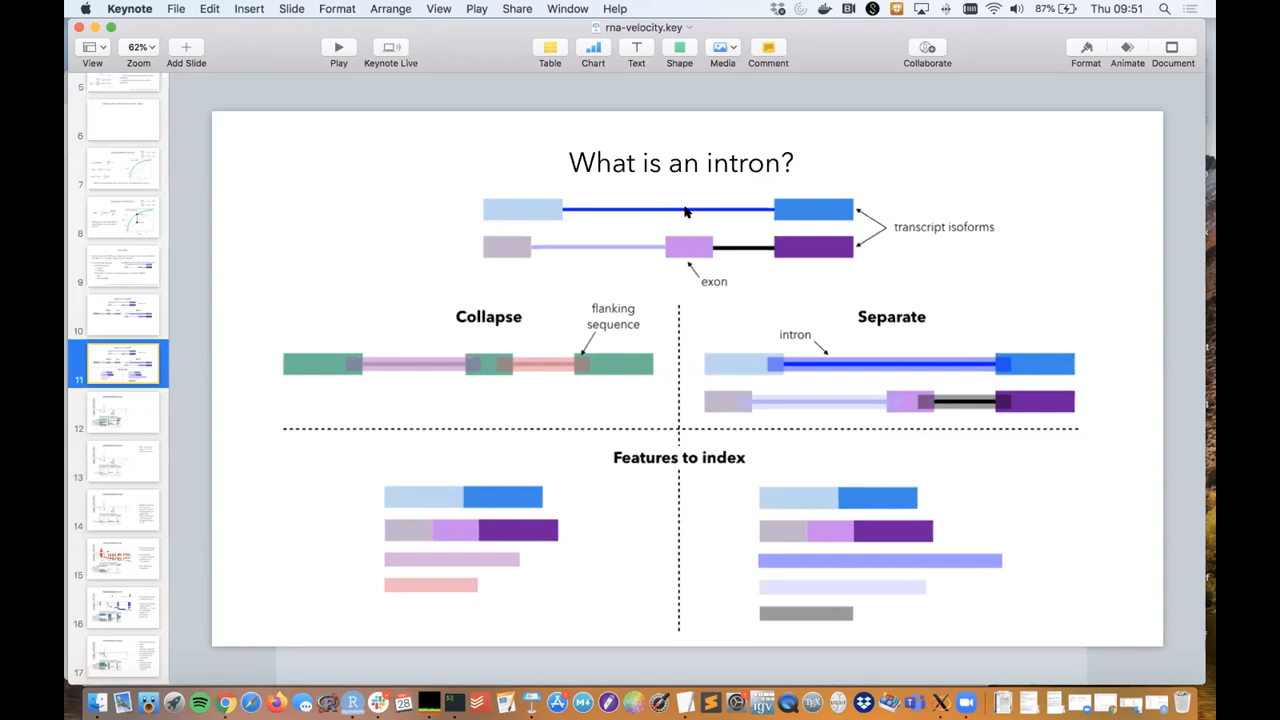 Keynote File Edit Insert Slide Format Arrange View Play Share Window Help 87% Thu 09:51
rna-velocity.key
62%
View Zoom Add Slide Play Keynote Live Table Chart Text Shape Media Comment Collaborate Format Animate Document
5
6
7
8
9
10
11
12
13
14
15
16
17
What is an intron?
transcript isoforms
exon
flanking
sequence
Collapse
Separate
intron
Features to index
28